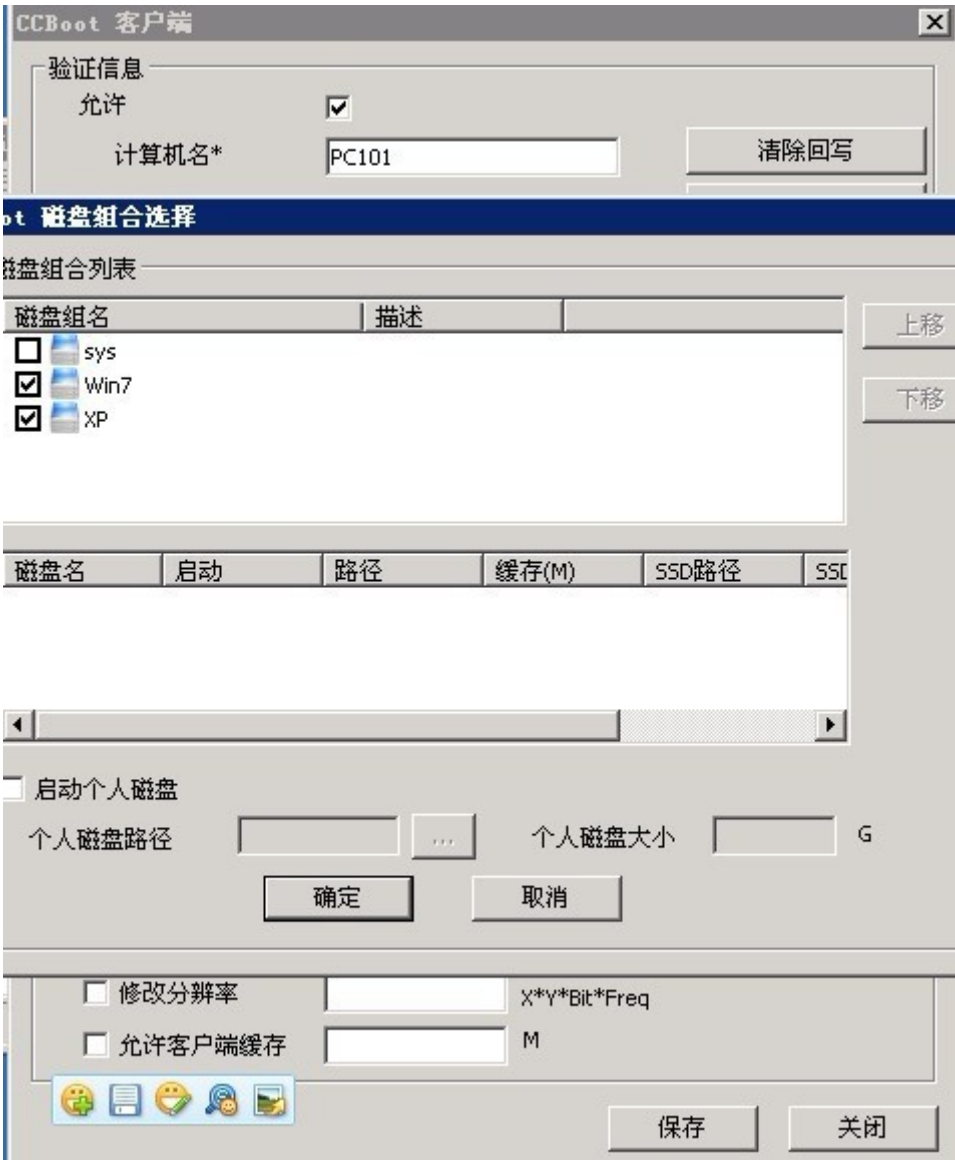 CCBoot 客户端
验证信息
允许
计算机名* PC101 清除回写
ot 磁盘组合选择
磁盘组合列表
磁盘组名 描述
上移
sys
Win7
下移
XP
磁盘名 启动 路径 缓存(M) SSD路径 SSD
启动个人磁盘
个人磁盘路径 ... 个人磁盘大小 G
确定 取消
修改分辨率 X*Y*Bit*Freq
允许客户端缓存 M
保存 关闭